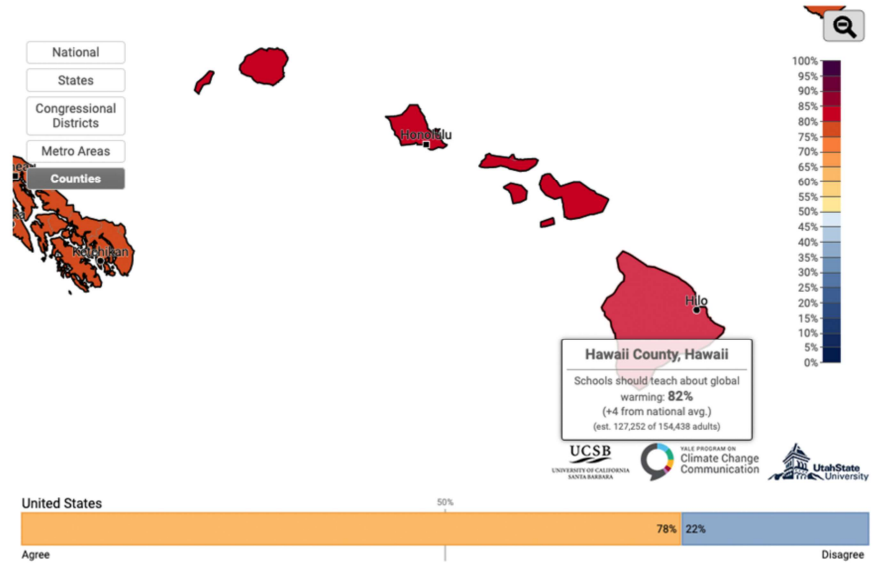 National
States
Congressional
Districts
Metro Areas
Counties
Honolulu
Ketchikan
Hilo
100%
95%
90%
85%
80%
75%
70%
65%
60%
55%
50%
45%
40%
35%
30%
25%
20%
15%
10%
5%
0%
Hawaii County, Hawaii
Schools should teach about global
warming: 82%
(+4 from national avg.)
(est. 127,252 of 154,438 adults)
UCSB
UNIVERSITY OF CALIFORNIA
SANTA BARBARA
YALE PROGRAM ON
Climate Change
Communication
UtahState
University
United States
50%
78% 22%
Agree
Disagree